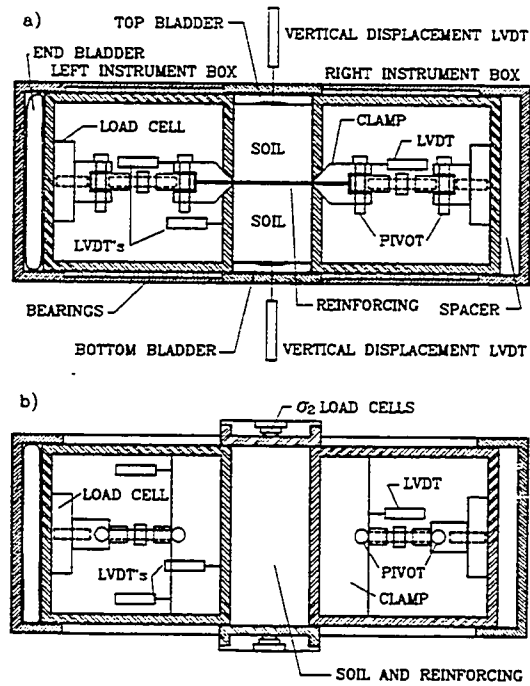 a)
TOP BLADDER
VERTICAL DISPLACEMENT LVDT
END BLADDER
LEFT INSTRUMENT BOX
RIGHT INSTRUMENT BOX
LOAD CELL
SOIL
CLAMP
LVDT
LVDT's
SOIL
PIVOT
BEARINGS
REINFORCING
SPACER
BOTTOM BLADDER
VERTICAL DISPLACEMENT LVDT
b)
σ2 LOAD CELLS
LOAD CELL
LVDT
LVDT's
PIVOT
CLAMP
SOIL AND REINFORCING